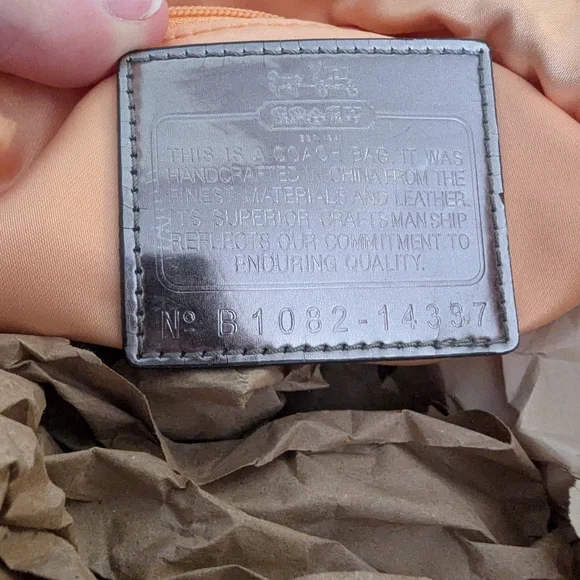 COACH
THIS IS A COACH BAG. IT WAS
HANDCRAFTED IN CHINA FROM THE
FINEST MATERIALS AND LEATHER.
ITS SUPERIOR CRAFTSMANSHIP
REFLECTS OUR COMMITMENT TO
ENDURING QUALITY.
Nº B1082-14337